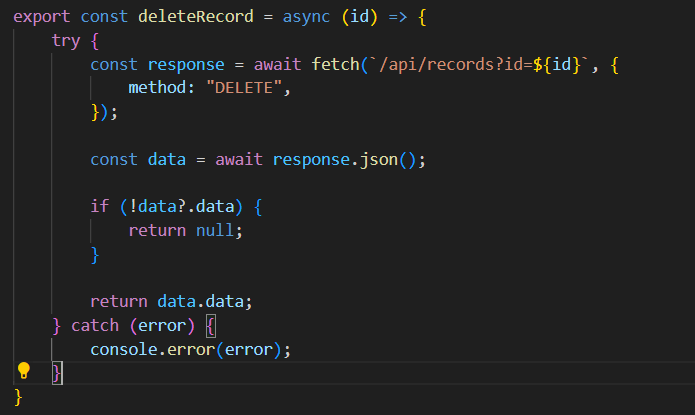 export const deleteRecord = async (id) => {
    try {
        const response = await fetch(`/api/records?id=${id}`, {
            method: "DELETE",
        });

        const data = await response.json();

        if (!data?.data) {
            return null;
        }

        return data.data;
    } catch (error) {
        console.error(error);
    }
}